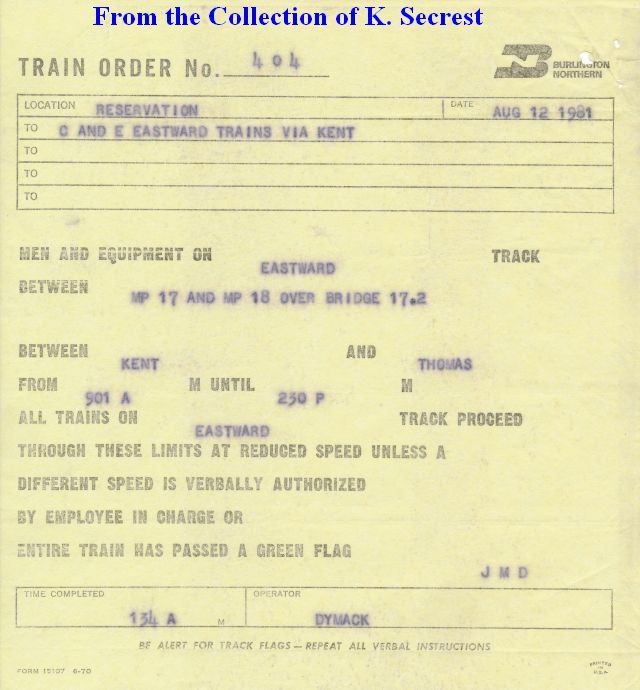 From the Collection of K. Secrest
TRAIN ORDER No. 404
BURLINGTON
NORTHERN
LOCATION RESERVATION DATE AUG 12 1981
TO C AND E EASTWARD TRAINS VIA KENT
TO
TO
TO
MEN AND EQUIPMENT ON EASTWARD TRACK
BETWEEN MP 17 AND MP 18 OVER BRIDGE 17.2
BETWEEN KENT AND THOMAS
FROM 901 A M UNTIL 230 P M
ALL TRAINS ON EASTWARD TRACK PROCEED
THROUGH THESE LIMITS AT REDUCED SPEED UNLESS A
DIFFERENT SPEED IS VERBALLY AUTHORIZED
BY EMPLOYEE IN CHARGE OR
ENTIRE TRAIN HAS PASSED A GREEN FLAG
J M D
TIME COMPLETED 134 A M OPERATOR DYMACK
BE ALERT FOR TRACK FLAGS — REPEAT ALL VERBAL INSTRUCTIONS
FORM 15107 6-70
PRINTED
IN
U.S.A.